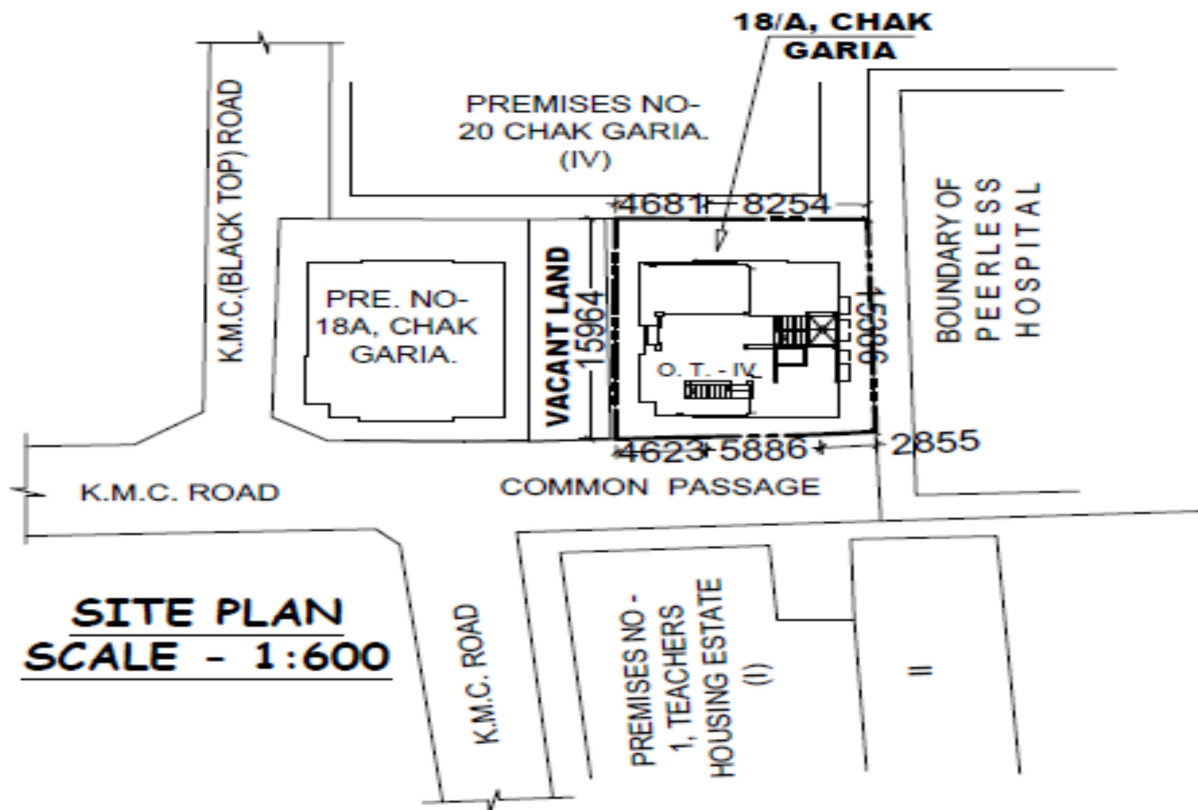 18/A, CHAK
GARIA
K.M.C.(BLACK TOP) ROAD
PREMISES NO-
20 CHAK GARIA.
(IV)
BOUNDARY OF
PEERLESS
HOSPITAL
4681
8254
PRE. NO-
18A, CHAK
GARIA.
VACANT LAND
15964
O. T. - IV
4623
5886
2855
K.M.C. ROAD
COMMON PASSAGE
SITE PLAN
SCALE - 1:600
K.M.C. ROAD
PREMISES NO -
1, TEACHERS
HOUSING ESTATE
(I)
II